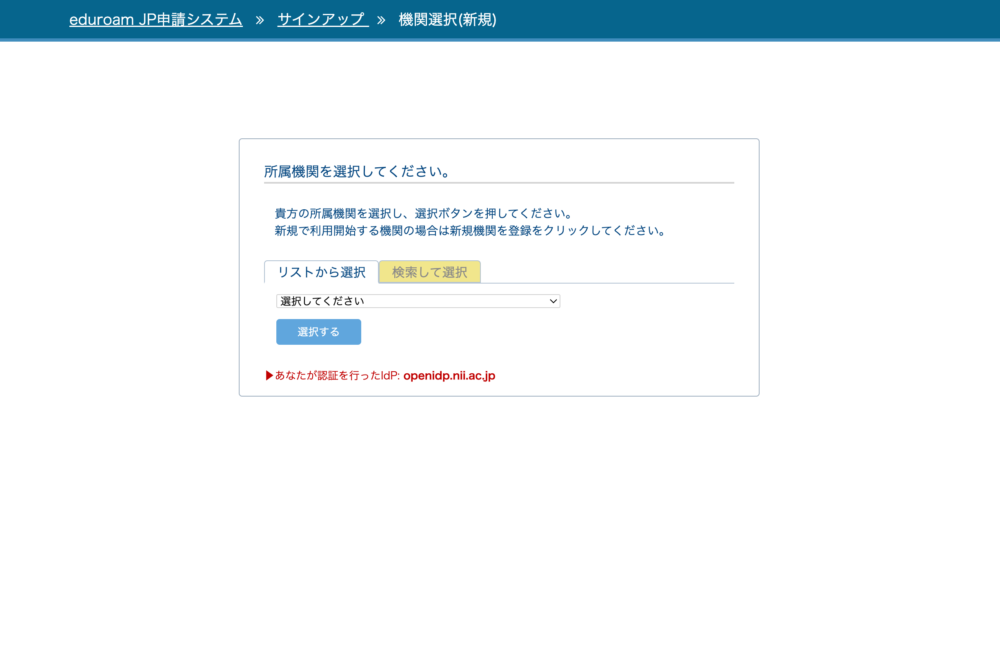 eduroam JP申請システム » サインアップ » 機関選択(新規)
所属機関を選択してください。
貴方の所属機関を選択し、選択ボタンを押してください。
新規で利用開始する機関の場合は新規機関を登録をクリックしてください。
リストから選択 検索して選択
選択してください
選択する
▶あなたが認証を行ったIdP: openidp.nii.ac.jp